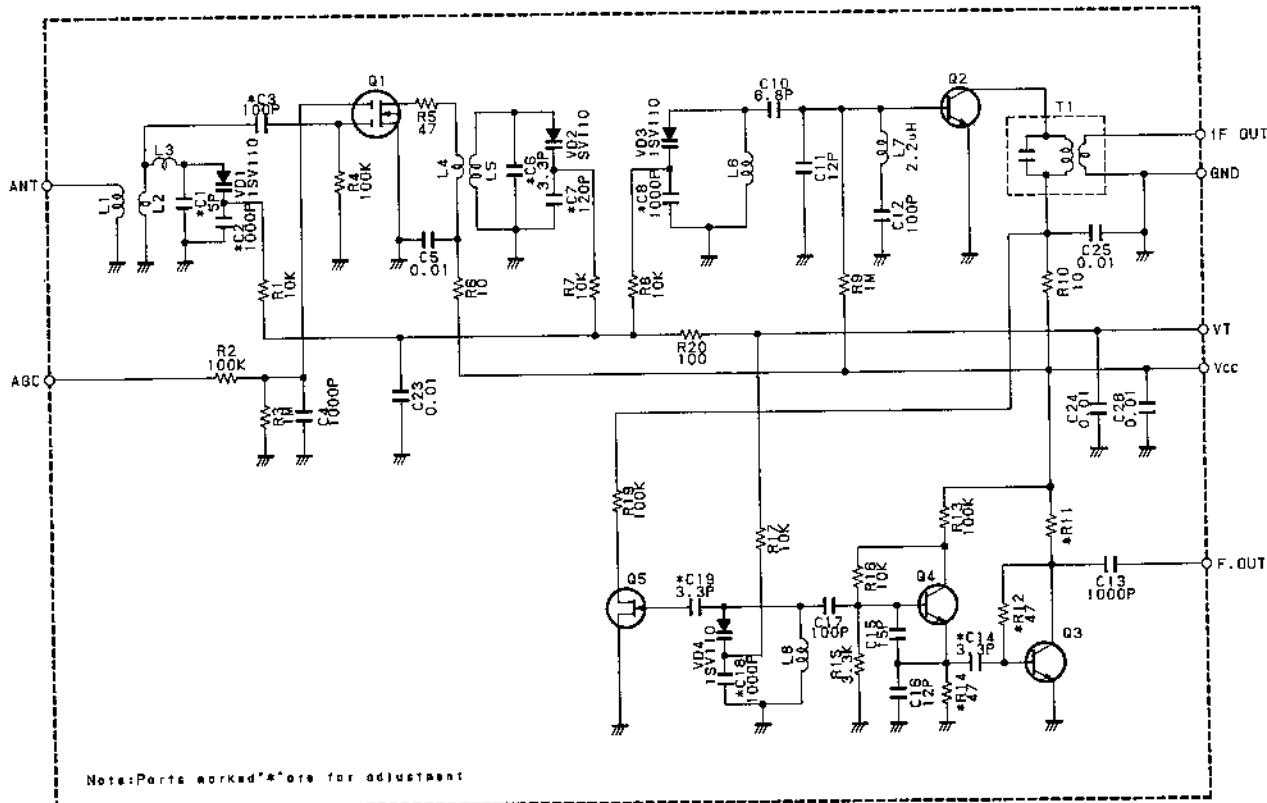 Q1
Q2
T1
*C3
100P
R5
47
C10
6.8P
L3
VD2
1SV110
VD3
1SV110
IF OUT
GND
ANT
L1
L2
*C1
5P
VD1
1SV110
*C2
1000P
R4
100K
L4
L5
*C6
3.3P
*C7
120P
*C8
1000P
L6
C11
12P
L7
2.2uH
C12
100P
C5
0.01
C25
0.01
R1
10K
R6
10
R7
10K
R8
10K
R9
1M
R10
10
VT
R20
100
R2
100K
AGC
Vcc
R3
1M
C4
1000P
C23
0.01
C24
0.01
C28
0.01
R19
100K
R17
10K
R13
100K
*R11
Q5
*C19
3.3P
R16
10K
Q4
C13
1000P
F.OUT
C17
100P
C15
15P
*R12
47
VD4
1SV110
*C18
1000P
L8
R15
3.3K
*C14
3.3P
Q3
C16
12P
*R14
47
Note:Parts marked"*"are for adjustment